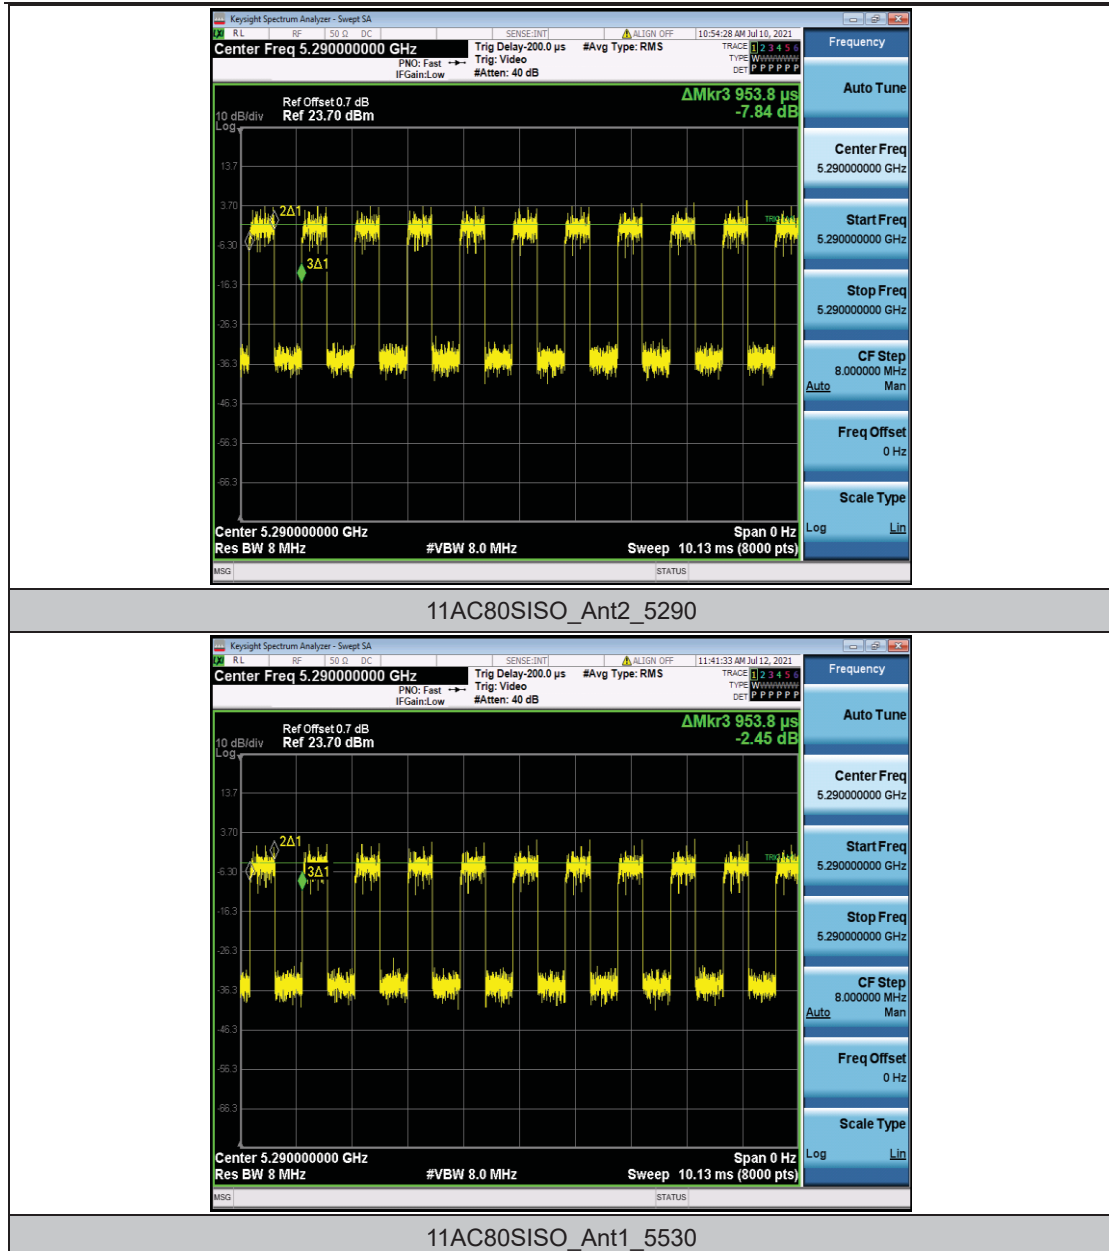 Keysight Spectrum Analyzer - Swept SA
LXI RL RF 50 Ω DC SENSE:INT ALIGN OFF 10:54:28 AM Jul 10, 2021
Center Freq 5.290000000 GHz
PNO: Fast
IFGain:Low
Trig Delay-200.0 µs
Trig: Video
#Atten: 40 dB
#Avg Type: RMS
TRACE 1 2 3 4 5 6
TYPE WWWWWW
DET P P P P P P
ΔMkr3 953.8 µs
-7.84 dB
Ref Offset 0.7 dB
10 dB/div Ref 23.70 dBm
Log
13.7
3.70
-6.30
-16.3
-26.3
-36.3
-46.3
-56.3
-66.3
2Δ1
3Δ1
Center 5.290000000 GHz Span 0 Hz
Res BW 8 MHz #VBW 8.0 MHz Sweep 10.13 ms (8000 pts)
MSG STATUS
Frequency
Auto Tune
Center Freq
5.290000000 GHz
Start Freq
5.290000000 GHz
Stop Freq
5.290000000 GHz
CF Step
8.000000 MHz
Auto Man
Freq Offset
0 Hz
Scale Type
Log Lin
11AC80SISO_Ant2_5290
Keysight Spectrum Analyzer - Swept SA
LXI RL RF 50 Ω DC SENSE:INT ALIGN OFF 11:41:33 AM Jul 12, 2021
Center Freq 5.290000000 GHz
PNO: Fast
IFGain:Low
Trig Delay-200.0 µs
Trig: Video
#Atten: 40 dB
#Avg Type: RMS
TRACE 1 2 3 4 5 6
TYPE WWWWWW
DET P P P P P P
ΔMkr3 953.8 µs
-2.45 dB
Ref Offset 0.7 dB
10 dB/div Ref 23.70 dBm
Log
13.7
3.70
-6.30
-16.3
-26.3
-36.3
-46.3
-56.3
-66.3
2Δ1
3Δ1
Center 5.290000000 GHz Span 0 Hz
Res BW 8 MHz #VBW 8.0 MHz Sweep 10.13 ms (8000 pts)
MSG STATUS
Frequency
Auto Tune
Center Freq
5.290000000 GHz
Start Freq
5.290000000 GHz
Stop Freq
5.290000000 GHz
CF Step
8.000000 MHz
Auto Man
Freq Offset
0 Hz
Scale Type
Log Lin
11AC80SISO_Ant1_5530